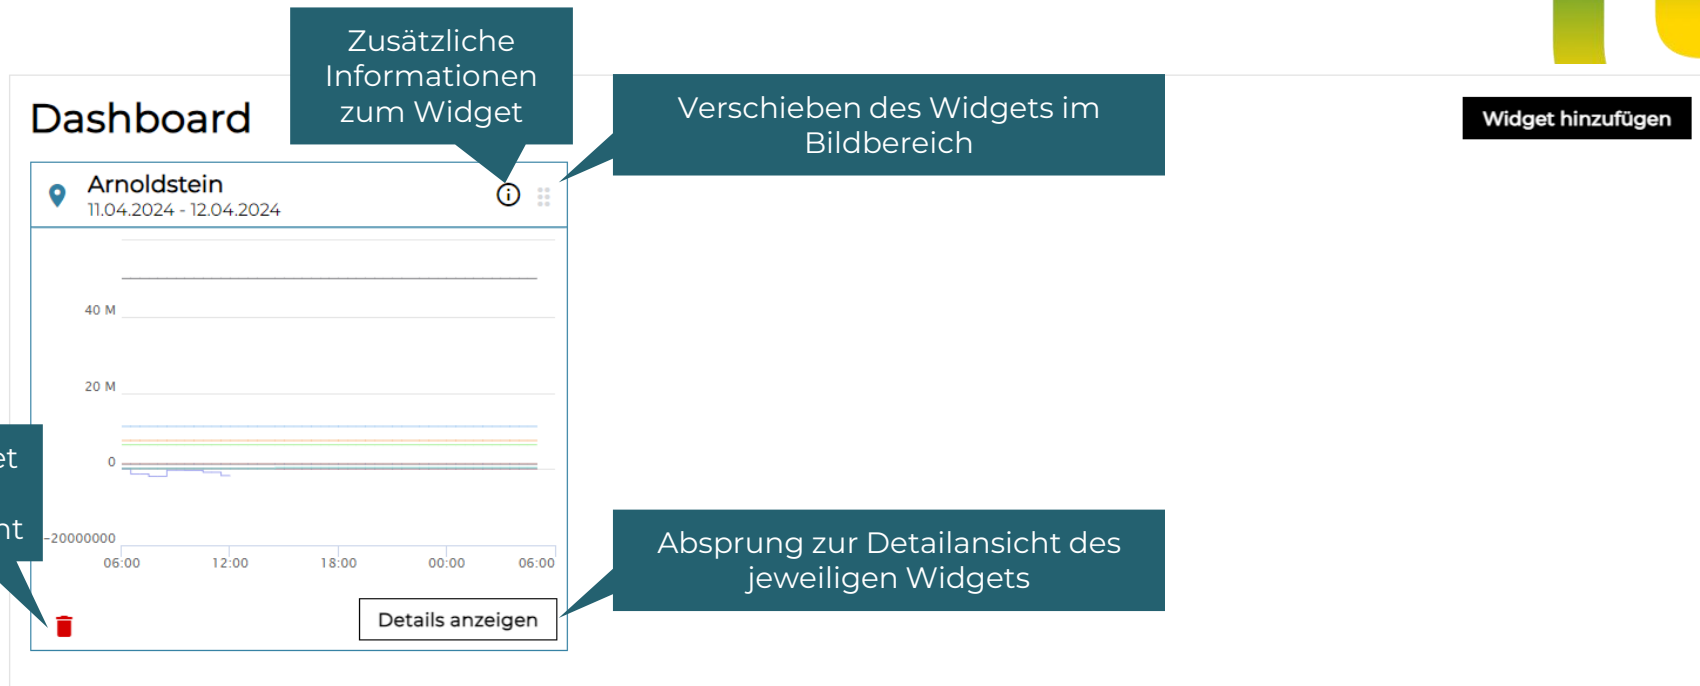 Zusätzliche
Informationen
zum Widget
Dashboard
Verschieben des Widgets im
Bildbereich
Widget hinzufügen
Arnoldstein
11.04.2024 - 12.04.2024
40 M
20 M
0
-20000000
06:00 12:00 18:00 00:00 06:00
Absprung zur Detailansicht des
jeweiligen Widgets
Details anzeigen